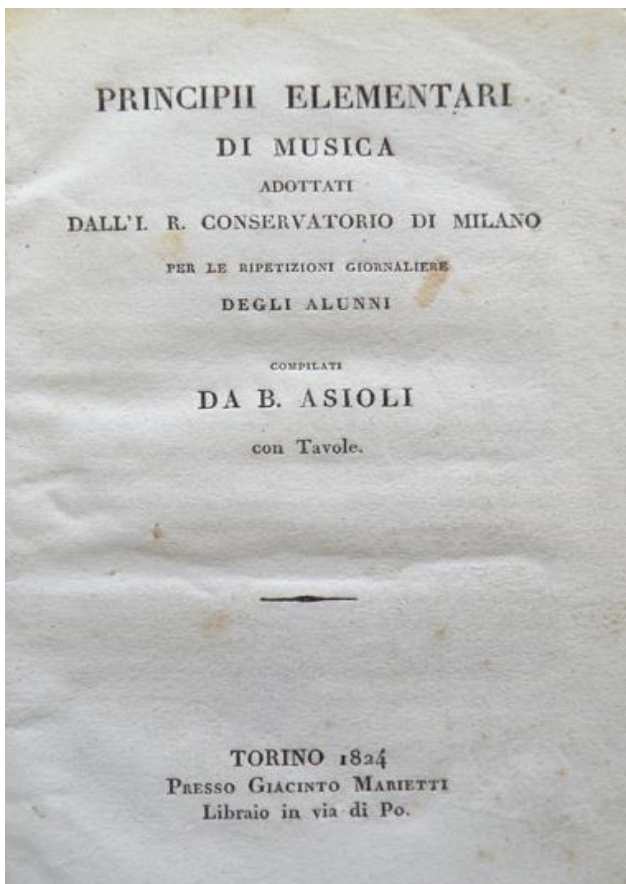 PRINCIPII ELEMENTARI
DI MUSICA
ADOTTATI
DALL'I. R. CONSERVATORIO DI MILANO
PER LE RIPETIZIONI GIORNALIERE
DEGLI ALUNNI
COMPILATI
DA B. ASIOLI
con Tavole.
TORINO 1824
PRESSO GIACINTO MARIETTI
Libraio in via di Po.